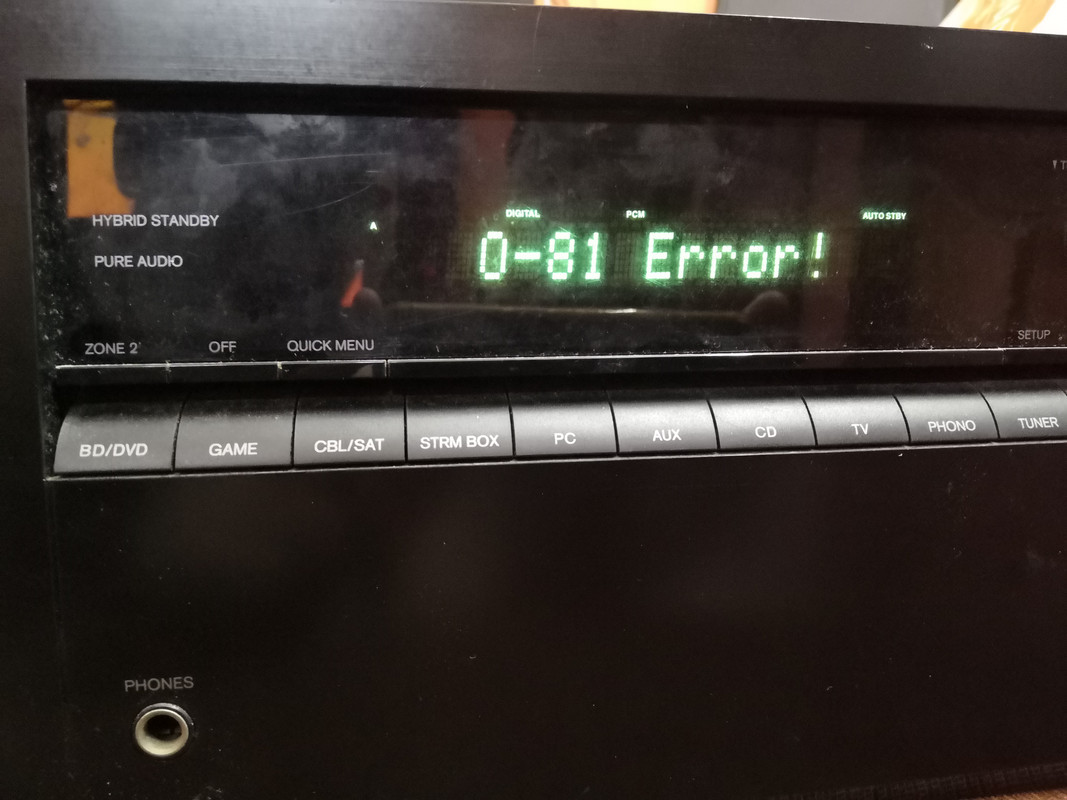 HYBRID STANDBY
PURE AUDIO
A
DIGITAL PCM AUTO STBY
0-81 Error!
ZONE 2 OFF QUICK MENU SETUP
BD/DVD GAME CBL/SAT STRM BOX PC AUX CD TV PHONO TUNER
PHONES